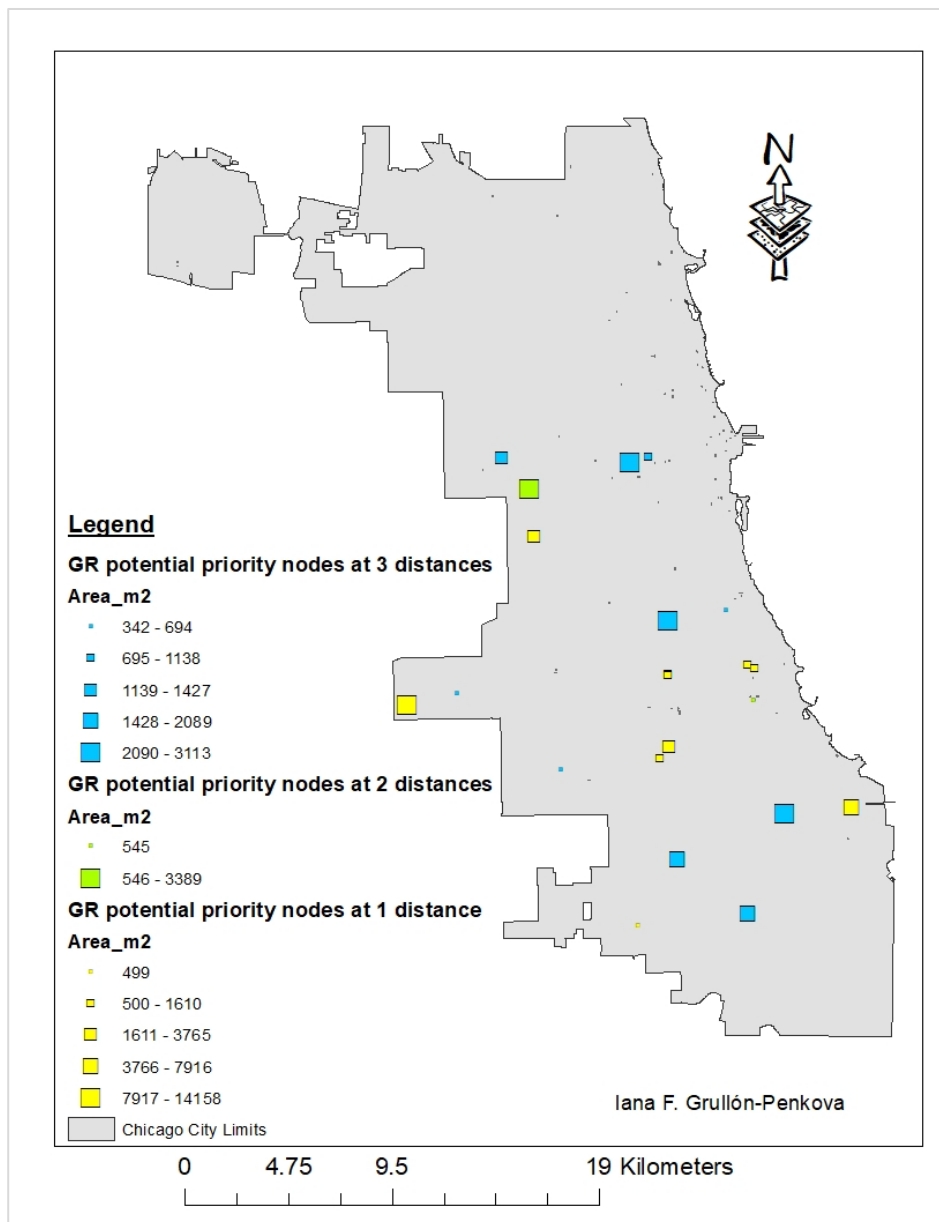 N
Legend
GR potential priority nodes at 3 distances
Area_m2
342 - 694
695 - 1138
1139 - 1427
1428 - 2089
2090 - 3113
GR potential priority nodes at 2 distances
Area_m2
545
546 - 3389
GR potential priority nodes at 1 distance
Area_m2
499
500 - 1610
1611 - 3765
3766 - 7916
7917 - 14158
Chicago City Limits
Iana F. Grullón-Penkova
0 4.75 9.5 19 Kilometers